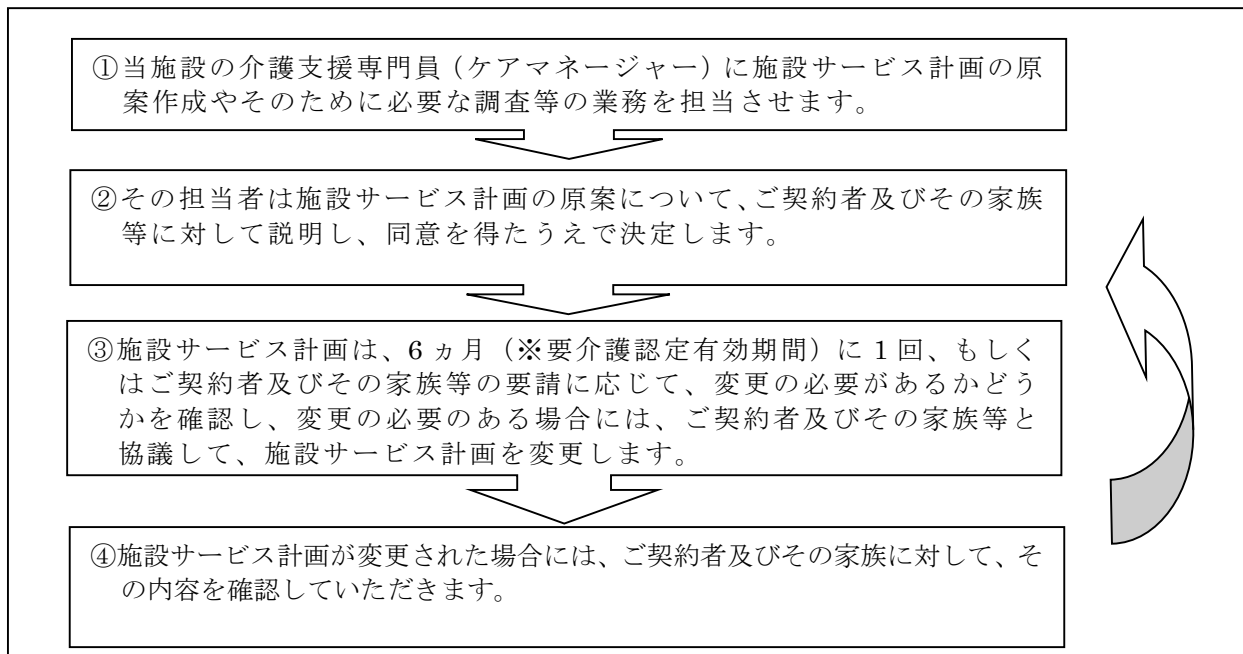 ①当施設の介護支援専門員(ケアマネージャー)に施設サービス計画の原
案作成やそのために必要な調査等の業務を担当させます。
②その担当者は施設サービス計画の原案について、ご契約者及びその家族
等に対して説明し、同意を得たうえで決定します。
③施設サービス計画は、6ヵ月(※要介護認定有効期間)に1回、もしく
はご契約者及びその家族等の要請に応じて、変更の必要があるかどう
かを確認し、変更の必要のある場合には、ご契約者及びその家族等と
協議して、施設サービス計画を変更します。
④施設サービス計画が変更された場合には、ご契約者及びその家族に対して、そ
の内容を確認していただきます。